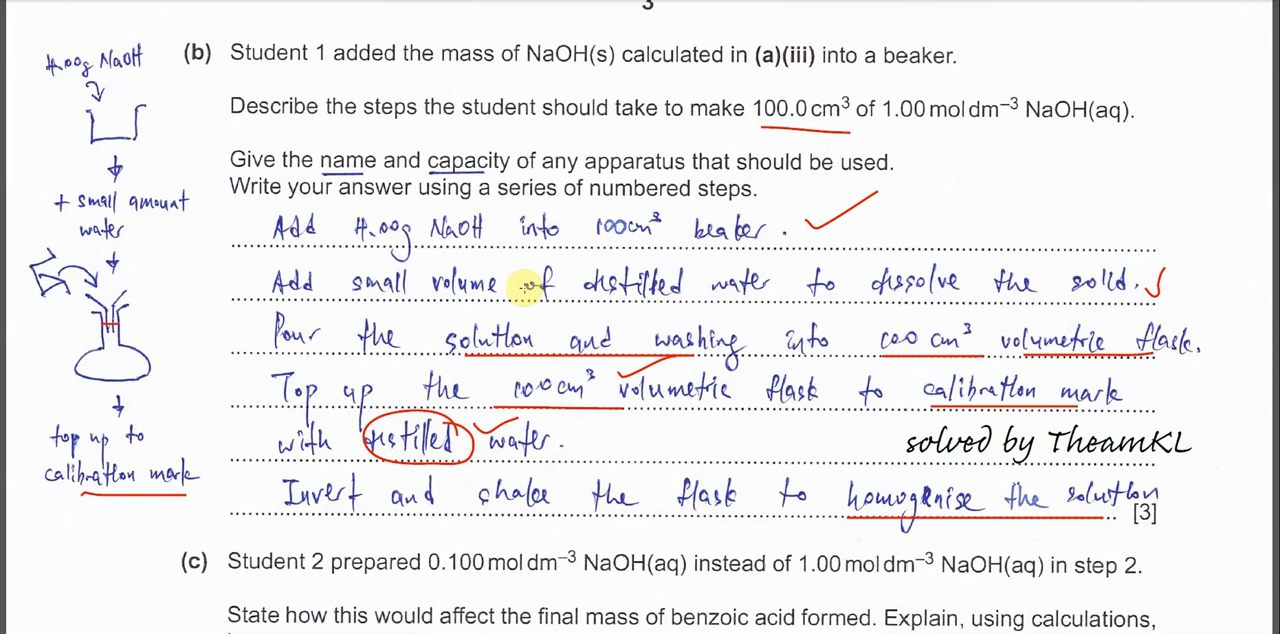 3
4.00g NaOH
+ small amount
water
top up to
calibration mark
(b) Student 1 added the mass of NaOH(s) calculated in (a)(iii) into a beaker.
Describe the steps the student should take to make 100.0 cm³ of 1.00 mol dm⁻³ NaOH(aq).
Give the name and capacity of any apparatus that should be used.
Write your answer using a series of numbered steps.
Add 4.00g NaOH into 100cm³ beaker.
Add small volume of distilled water to dissolve the solid.
Pour the solution and washing into 100 cm³ volumetric flask.
Top up the 100cm³ volumetric flask to calibration mark
with distilled water.
solved by TheamKL
Invert and shake the flask to homogenise the solution
[3]
(c) Student 2 prepared 0.100 mol dm⁻³ NaOH(aq) instead of 1.00 mol dm⁻³ NaOH(aq) in step 2.
State how this would affect the final mass of benzoic acid formed. Explain, using calculations,